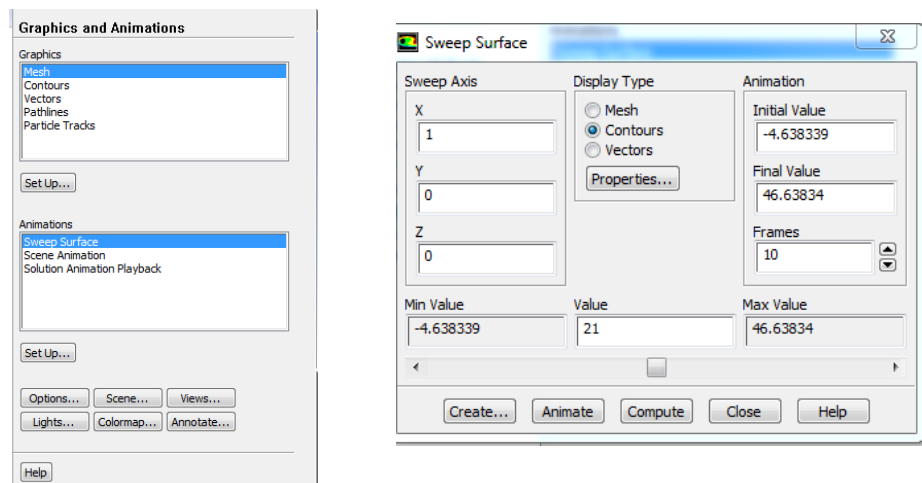 Graphics and Animations
Graphics
Mesh
Contours
Vectors
Pathlines
Particle Tracks
Set Up...
Animations
Sweep Surface
Scene Animation
Solution Animation Playback
Set Up...
Options... Scene... Views...
Lights... Colormap... Annotate...
Help
Sweep Surface
Sweep Axis
X
1
Y
0
Z
0
Display Type
Mesh
Contours
Vectors
Properties...
Animation
Initial Value
-4.638339
Final Value
46.63834
Frames
10
Min Value
-4.638339
Value
21
Max Value
46.63834
Create... Animate Compute Close Help